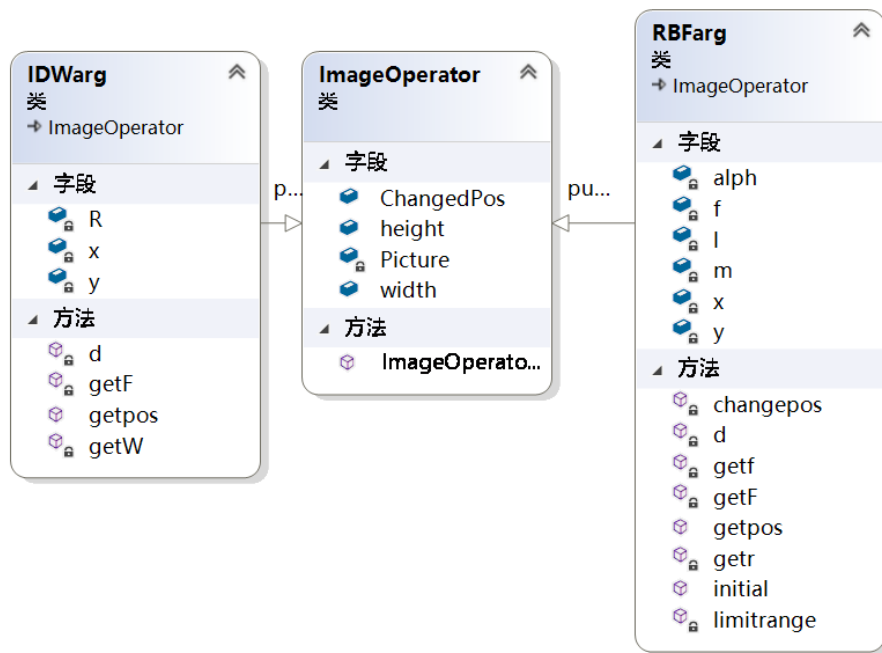 IDWarg
类
ImageOperator
字段
R
x
y
方法
d
getF
getpos
getW
p...
ImageOperator
类
字段
ChangedPos
height
Picture
width
方法
ImageOperato...
pu...
RBFarg
类
ImageOperator
字段
alph
f
l
m
x
y
方法
changepos
d
getf
getF
getpos
getr
initial
limitrange